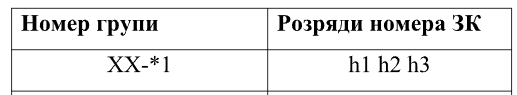 Номер групи Розряди номера ЗК
ХХ-*1 h1 h2 h3